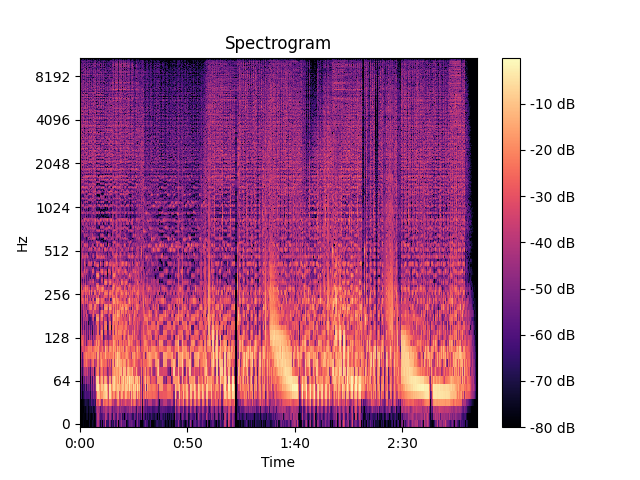 Spectrogram
8192
4096
2048
1024
512
256
128
64
0
Hz
0:00
0:50
1:40
2:30
Time
-10 dB
-20 dB
-30 dB
-40 dB
-50 dB
-60 dB
-70 dB
-80 dB